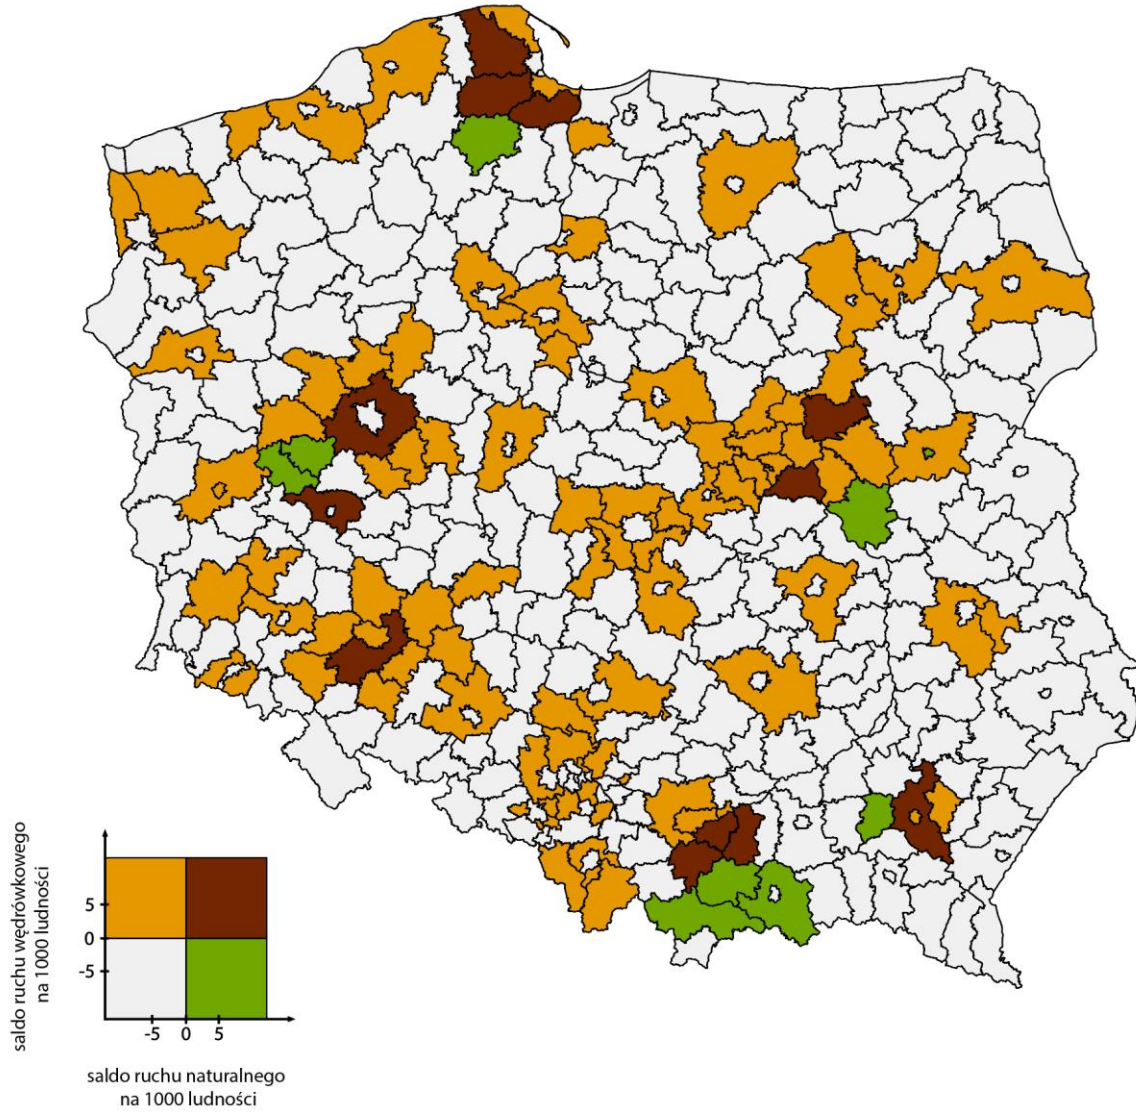 saldo ruchu wędrówkowego
na 1000 ludności
5
0
-5
-5 0 5
saldo ruchu naturalnego
na 1000 ludności